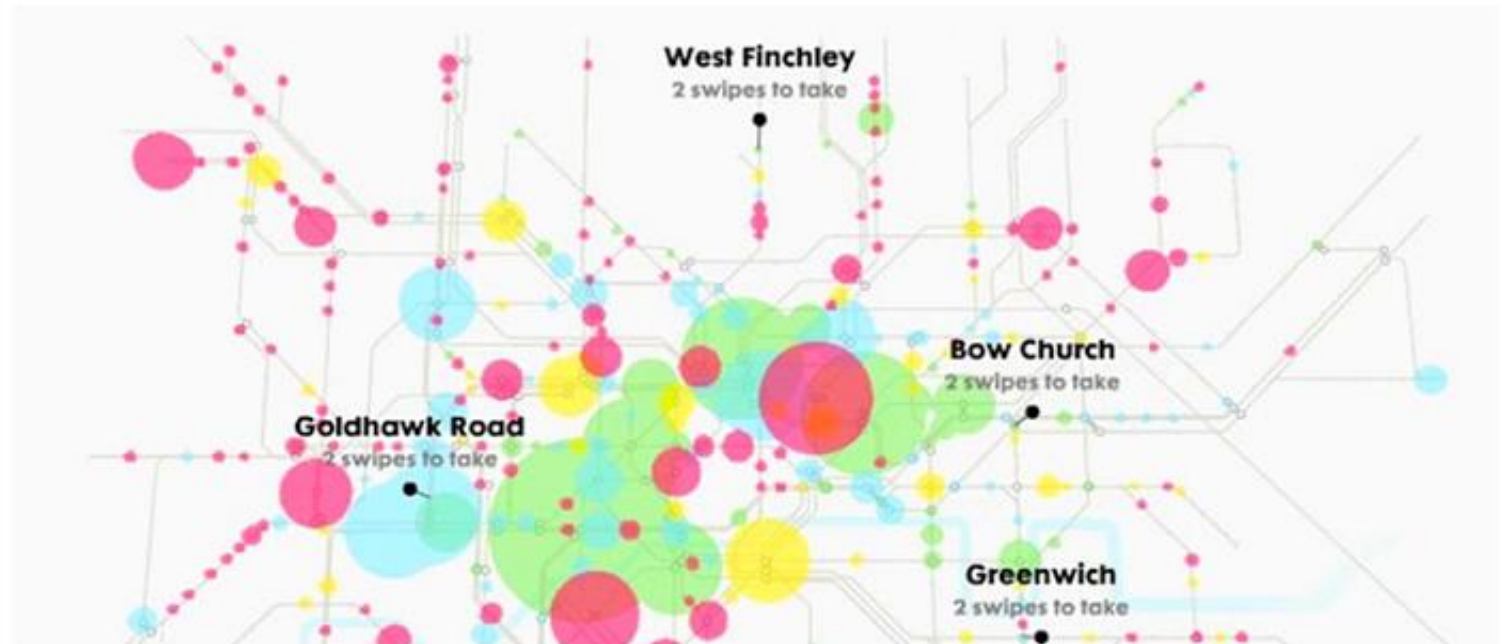 West Finchley
2 swipes to take
Bow Church
2 swipes to take
Goldhawk Road
2 swipes to take
Greenwich
2 swipes to take